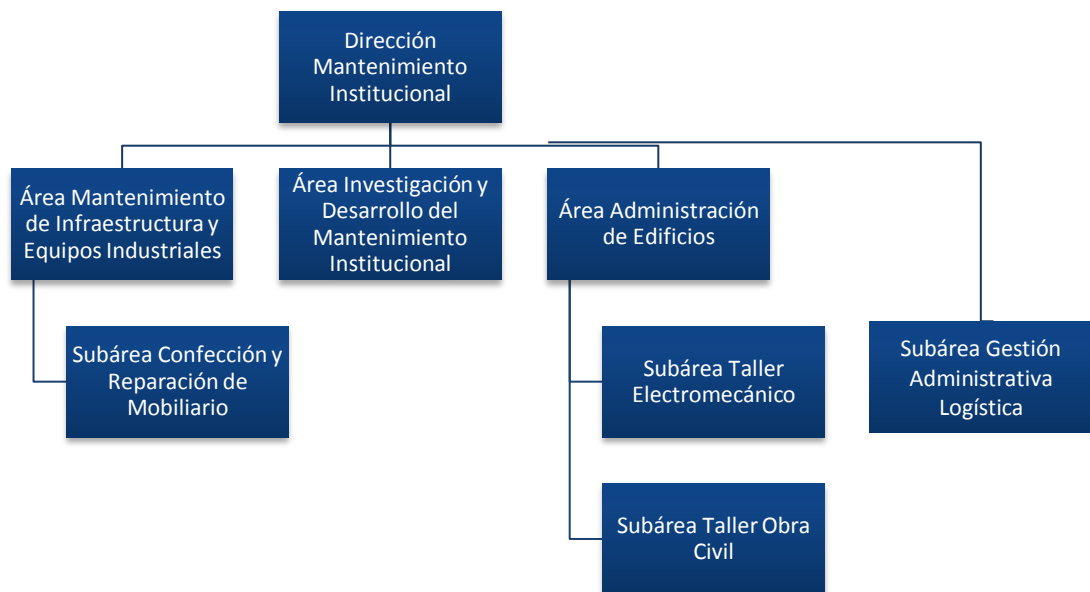 Dirección
Mantenimiento
Institucional
Área Mantenimiento
de Infraestructura y
Equipos Industriales
Área Investigación y
Desarrollo del
Mantenimiento
Institucional
Área Administración
de Edificios
Subárea Confección y
Reparación de
Mobiliario
Subárea Taller
Electromecánico
Subárea Gestión
Administrativa
Logística
Subárea Taller Obra
Civil